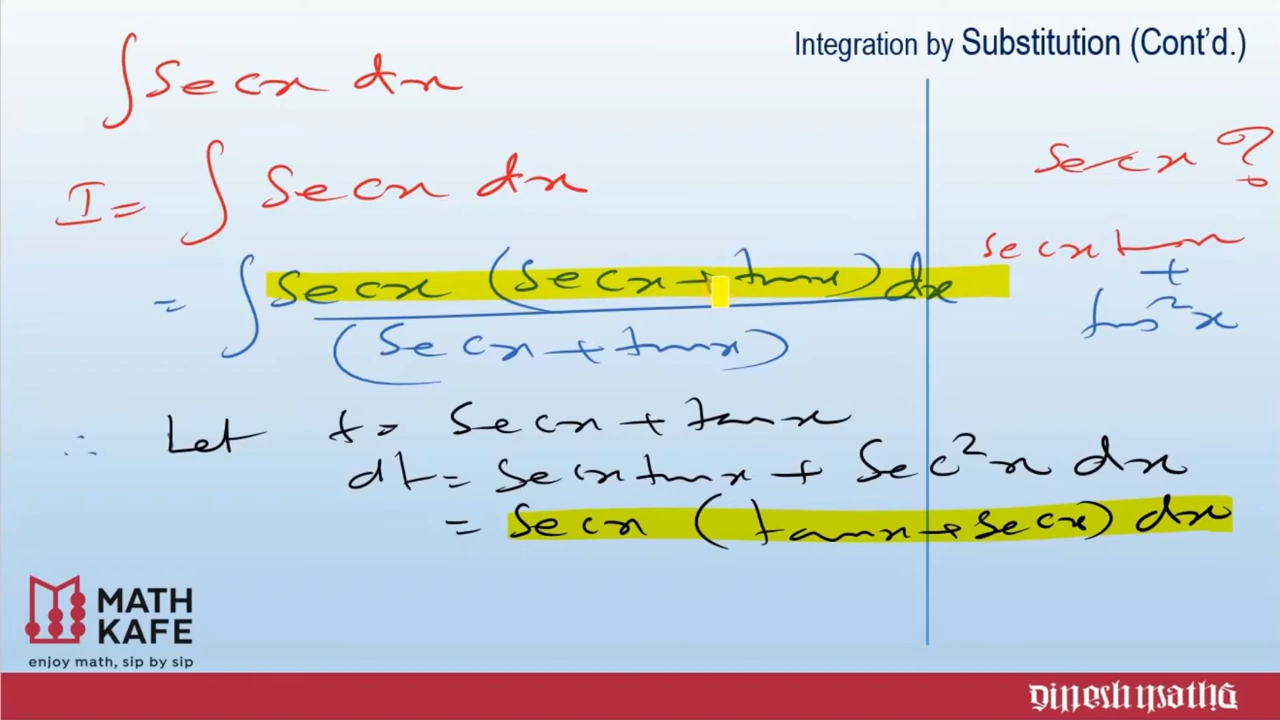 Integration by Substitution (Cont'd.)
∫ secx dx
I = ∫ secx dx
= ∫ secx (secx + tanx) dx
(secx + tanx)
secx ?
secx tanx
+
tan²x
∴ Let t = secx + tanx
dt = secx tanx + sec²x dx
= secx (tanx + secx) dx
MATH
KAFE
enjoy math, sip by sip
Dineshmaths